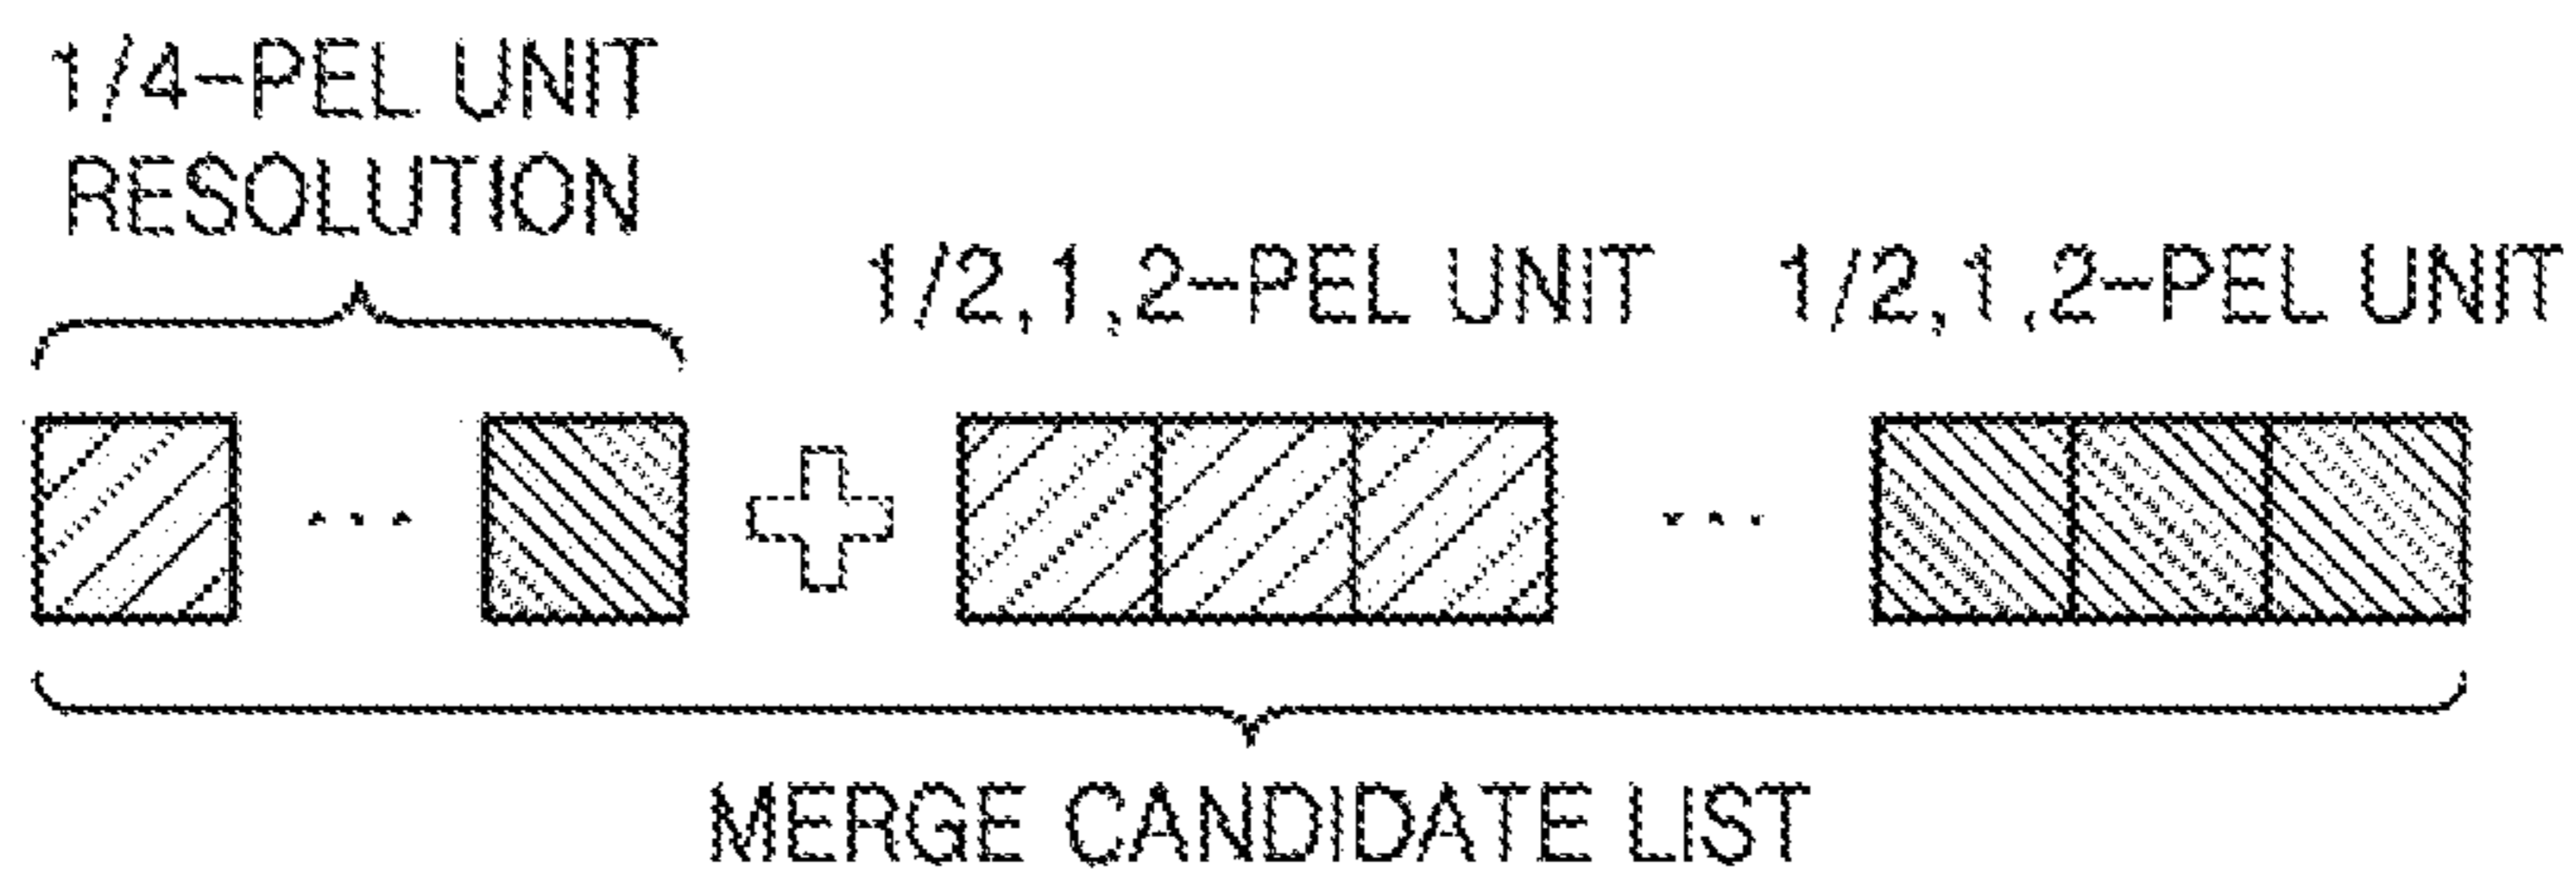 1/4-PEL UNIT
RESOLUTION
1/2,1,2-PEL UNIT
1/2,1,2-PEL UNIT
MERGE CANDIDATE LIST